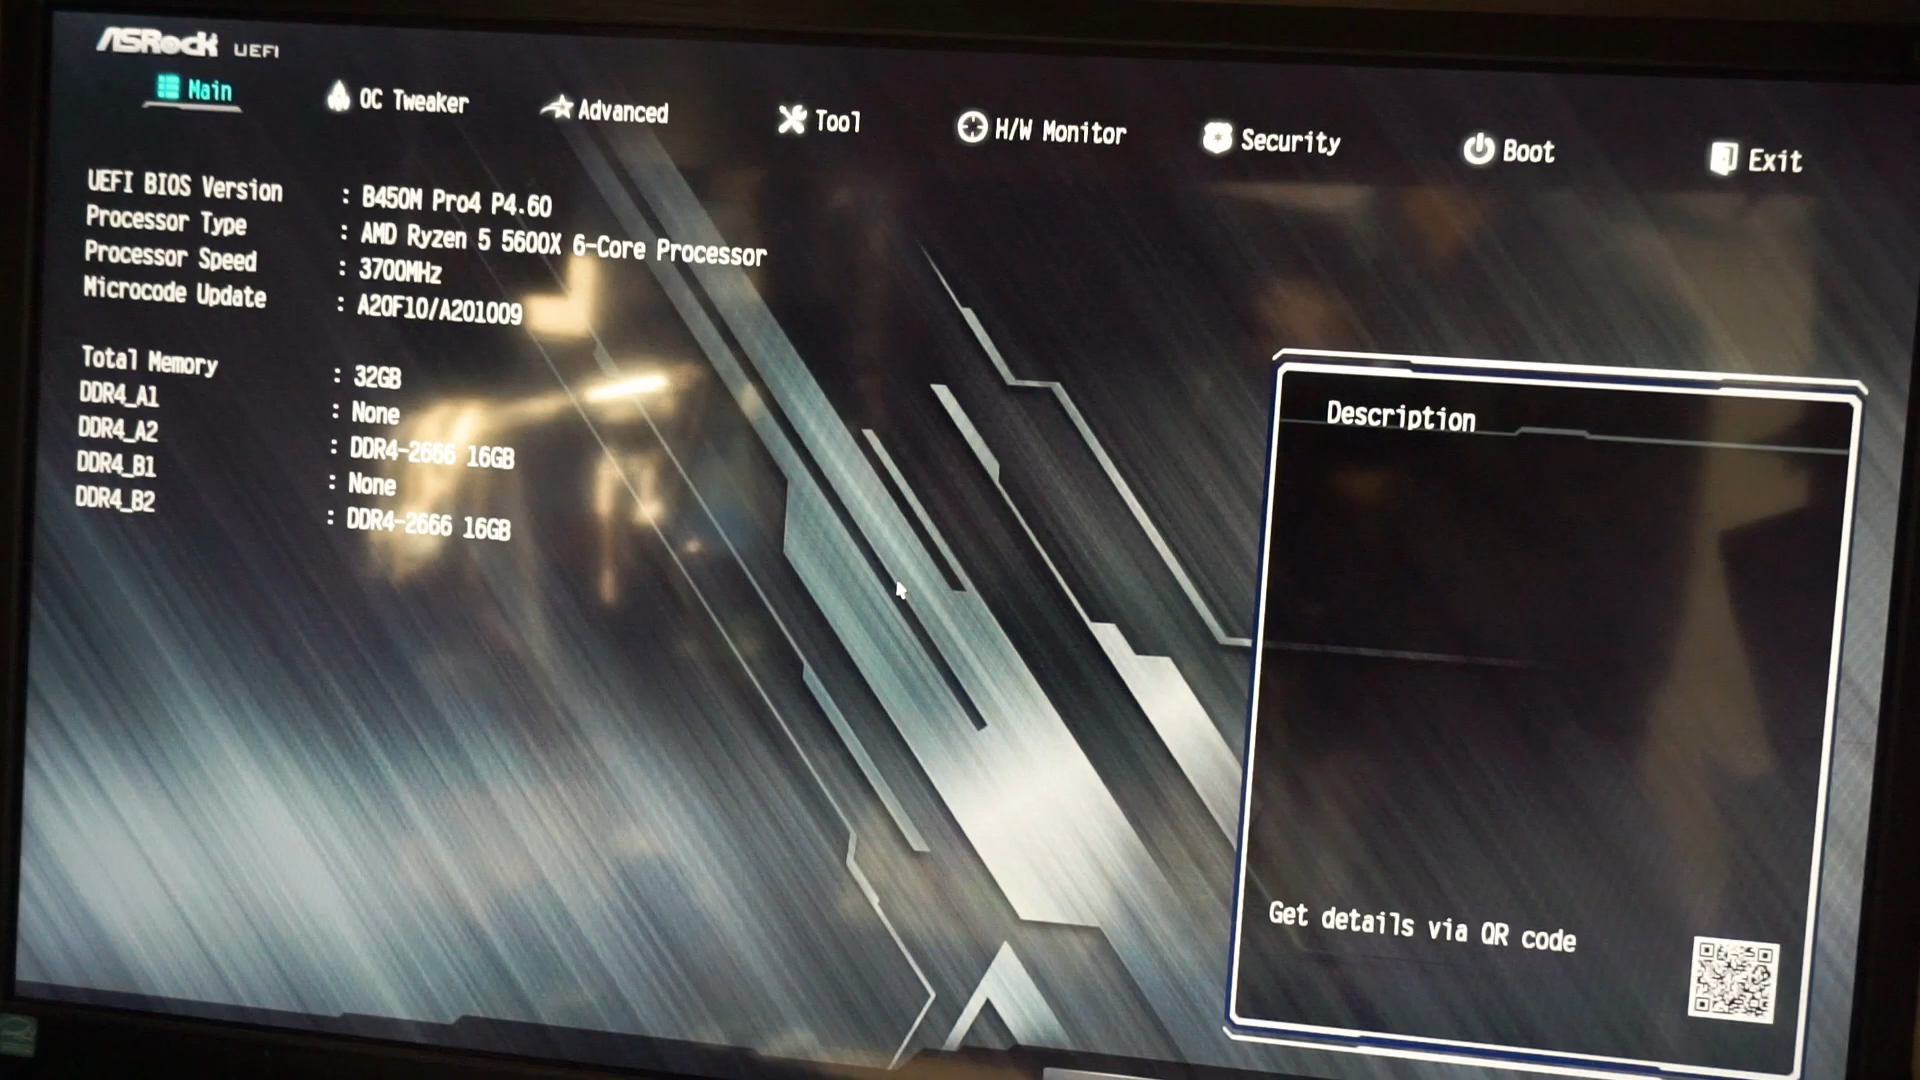 ASRock UEFI
Main OC Tweaker Advanced Tool H/W Monitor Security Boot Exit
UEFI BIOS Version : B450M Pro4 P4.60
Processor Type : AMD Ryzen 5 5600X 6-Core Processor
Processor Speed : 3700MHz
Microcode Update : A20F10/A201009
Total Memory : 32GB
DDR4_A1 : None
DDR4_A2 : DDR4-2666 16GB
DDR4_B1 : None
DDR4_B2 : DDR4-2666 16GB
Description
Get details via QR code